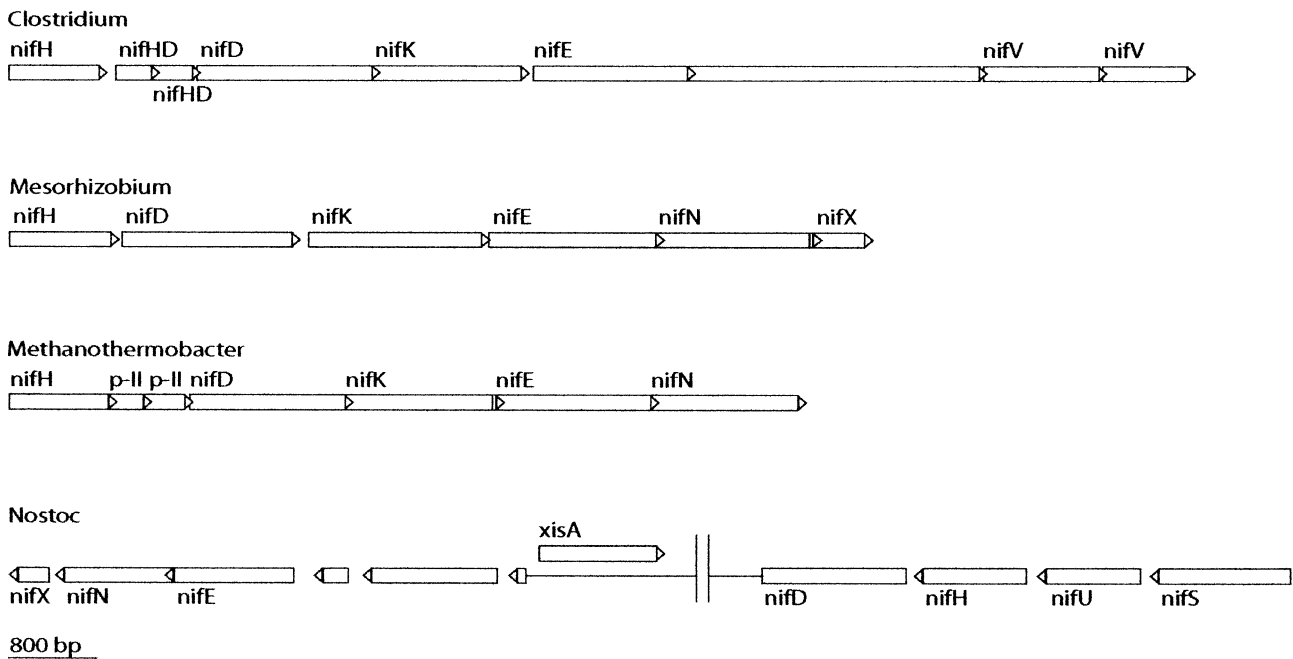 Clostridium
nifH nifHD nifD nifK nifE nifV nifV
nifHD
Mesorhizobium
nifH nifD nifK nifE nifN nifX
Methanothermobacter
nifH p-II p-II nifD nifK nifE nifN
Nostoc
xisA
nifX nifN nifE nifD nifH nifU nifS
800 bp